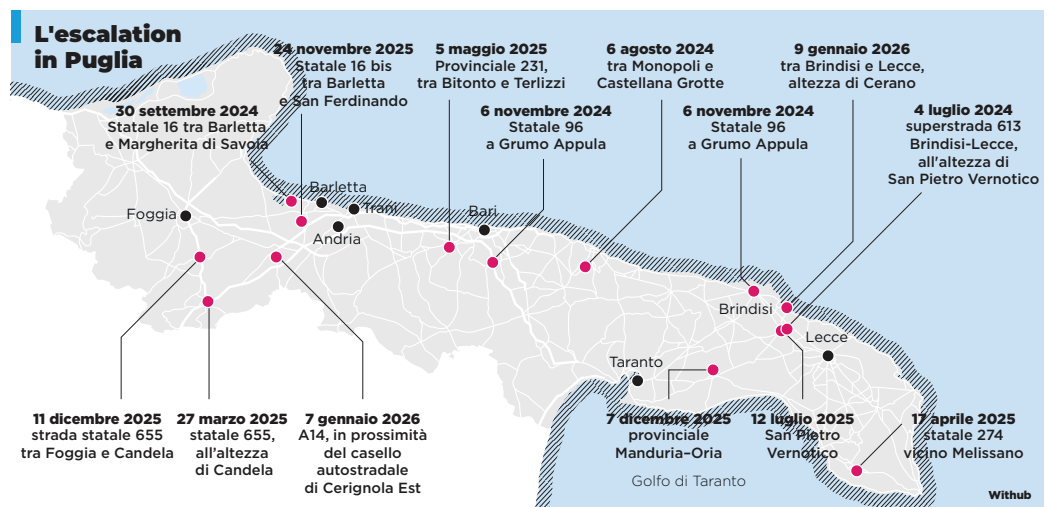 L'escalation
in Puglia
24 novembre 2025
Statale 16 bis
tra Barletta
e San Ferdinando
5 maggio 2025
Provinciale 231,
tra Bitonto e Terlizzi
6 agosto 2024
tra Monopoli e
Castellana Grotte
9 gennaio 2026
tra Brindisi e Lecce,
altezza di Cerano
30 settembre 2024
Statale 16 tra Barletta
e Margherita di Savoia
6 novembre 2024
Statale 96
a Grumo Appula
6 novembre 2024
Statale 96
a Grumo Appula
4 luglio 2024
superstrada 613
Brindisi-Lecce,
all'altezza di
San Pietro Vernotico
Foggia
Barletta
Trani
Andria
Bari
Brindisi
Lecce
Taranto
11 dicembre 2025
strada statale 655
tra Foggia e Candela
27 marzo 2025
statale 655,
all'altezza
di Candela
7 gennaio 2026
A14, in prossimità
del casello
autostradale
di Cerignola Est
7 dicembre 2025
provinciale
Manduria-Oria
12 luglio 2025
San Pietro
Vernotico
17 aprile 2025
statale 274
vicino Melissano
Golfo di Taranto
Withub